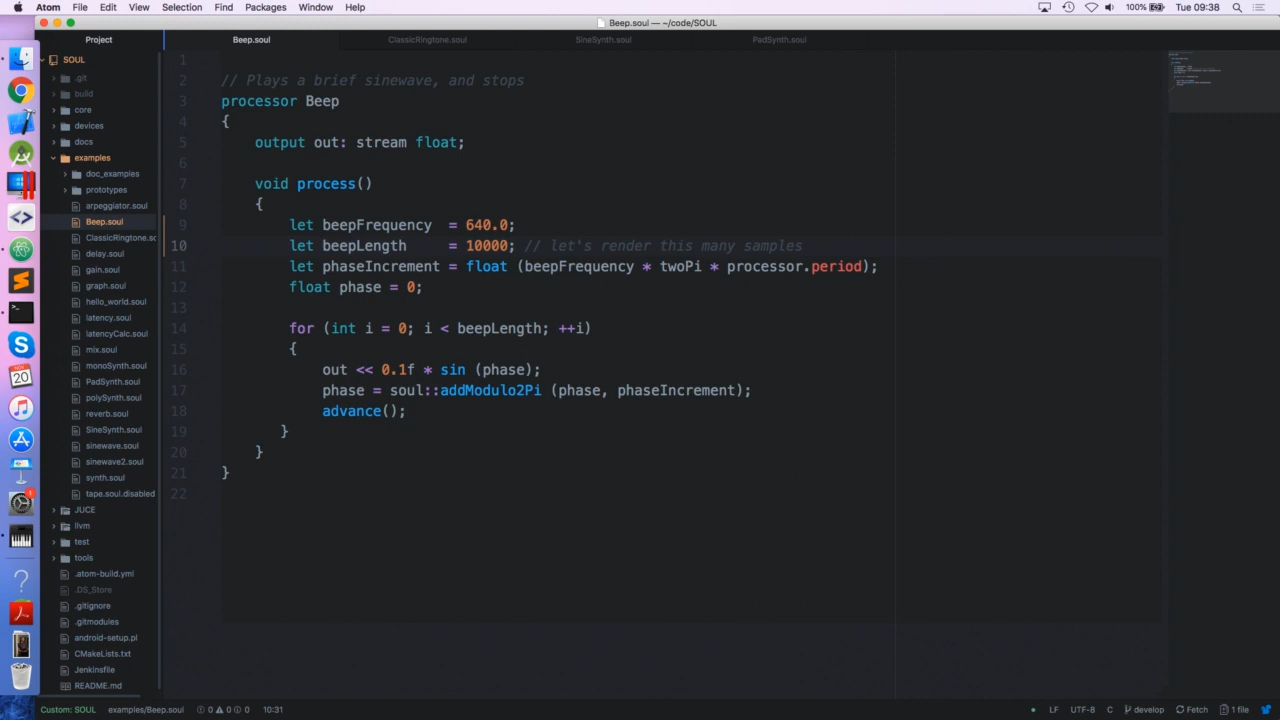 Atom File Edit View Selection Find Packages Window Help 100% Tue 09:38
Beep.soul — ~/code/SOUL
Project Beep.soul ClassicRingtone.soul SineSynth.soul PadSynth.soul
SOUL
.git
build
core
devices
docs
examples
doc_examples
prototypes
arpeggiator.soul
Beep.soul
ClassicRingtone.sc
delay.soul
gain.soul
graph.soul
hello_world.soul
latency.soul
latencyCalc.soul
mix.soul
monoSynth.soul
PadSynth.soul
polySynth.soul
reverb.soul
SineSynth.soul
sinewave.soul
sinewave2.soul
synth.soul
tape.soul.disabled
JUCE
llvm
test
tools
.atom-build.yml
.DS_Store
.gitignore
.gitmodules
android-setup.pl
CMakeLists.txt
Jenkinsfile
README.md
NOV
20
1
2 // Plays a brief sinewave, and stops
3 processor Beep
4 {
5 output out: stream float;
6
7 void process()
8 {
9 let beepFrequency = 640.0;
10 let beepLength = 10000; // let's render this many samples
11 let phaseIncrement = float (beepFrequency * twoPi * processor.period);
12 float phase = 0;
13
14 for (int i = 0; i < beepLength; ++i)
15 {
16 out << 0.1f * sin (phase);
17 phase = soul::addModulo2Pi (phase, phaseIncrement);
18 advance();
19 }
20 }
21 }
22
Custom: SOUL examples/Beep.soul 0 0 0 10:31 LF UTF-8 C develop Fetch 1 file